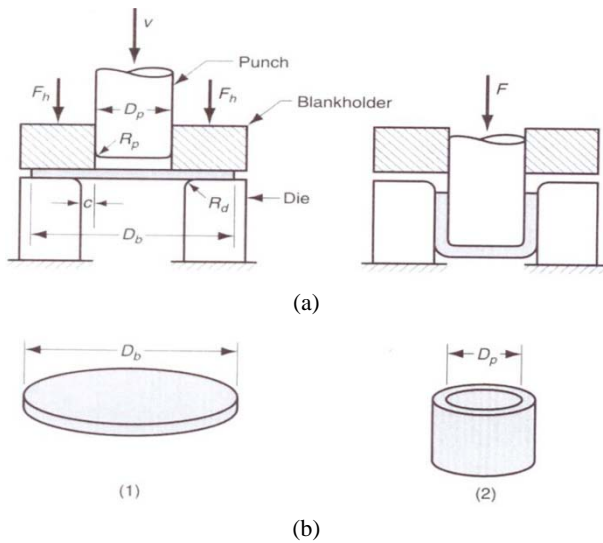 v
Punch
F_h
F_h
D_p
Blankholder
R_p
c
R_d
Die
D_b
F
(a)
D_b
D_p
(1)
(2)
(b)